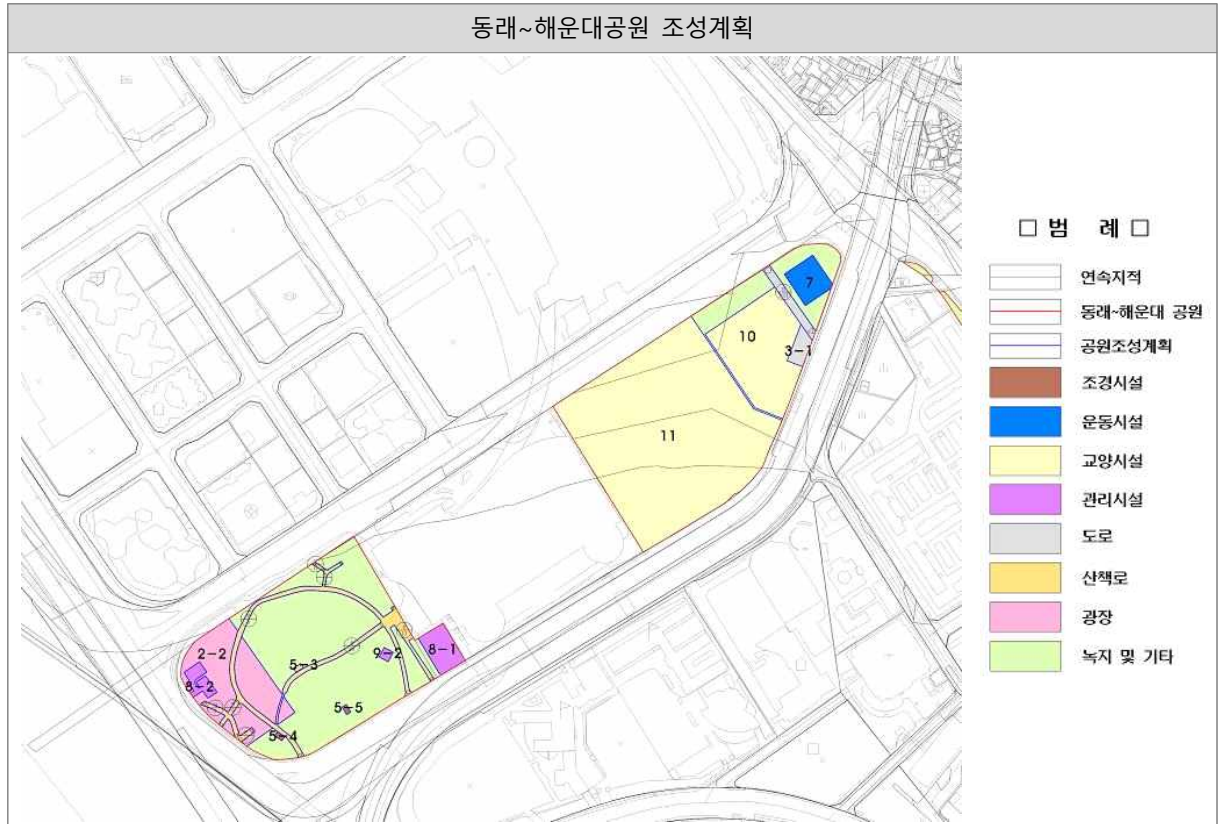 동래~해운대공원 조성계획
□ 범 례 □
연속지적
동래~해운대 공원
공원조성계획
조경시설
운동시설
교양시설
관리시설
도로
산책로
광장
녹지 및 기타
7
10
3-1
11
2-2
8-2
5-3
9-2
8-1
5-5
5-4